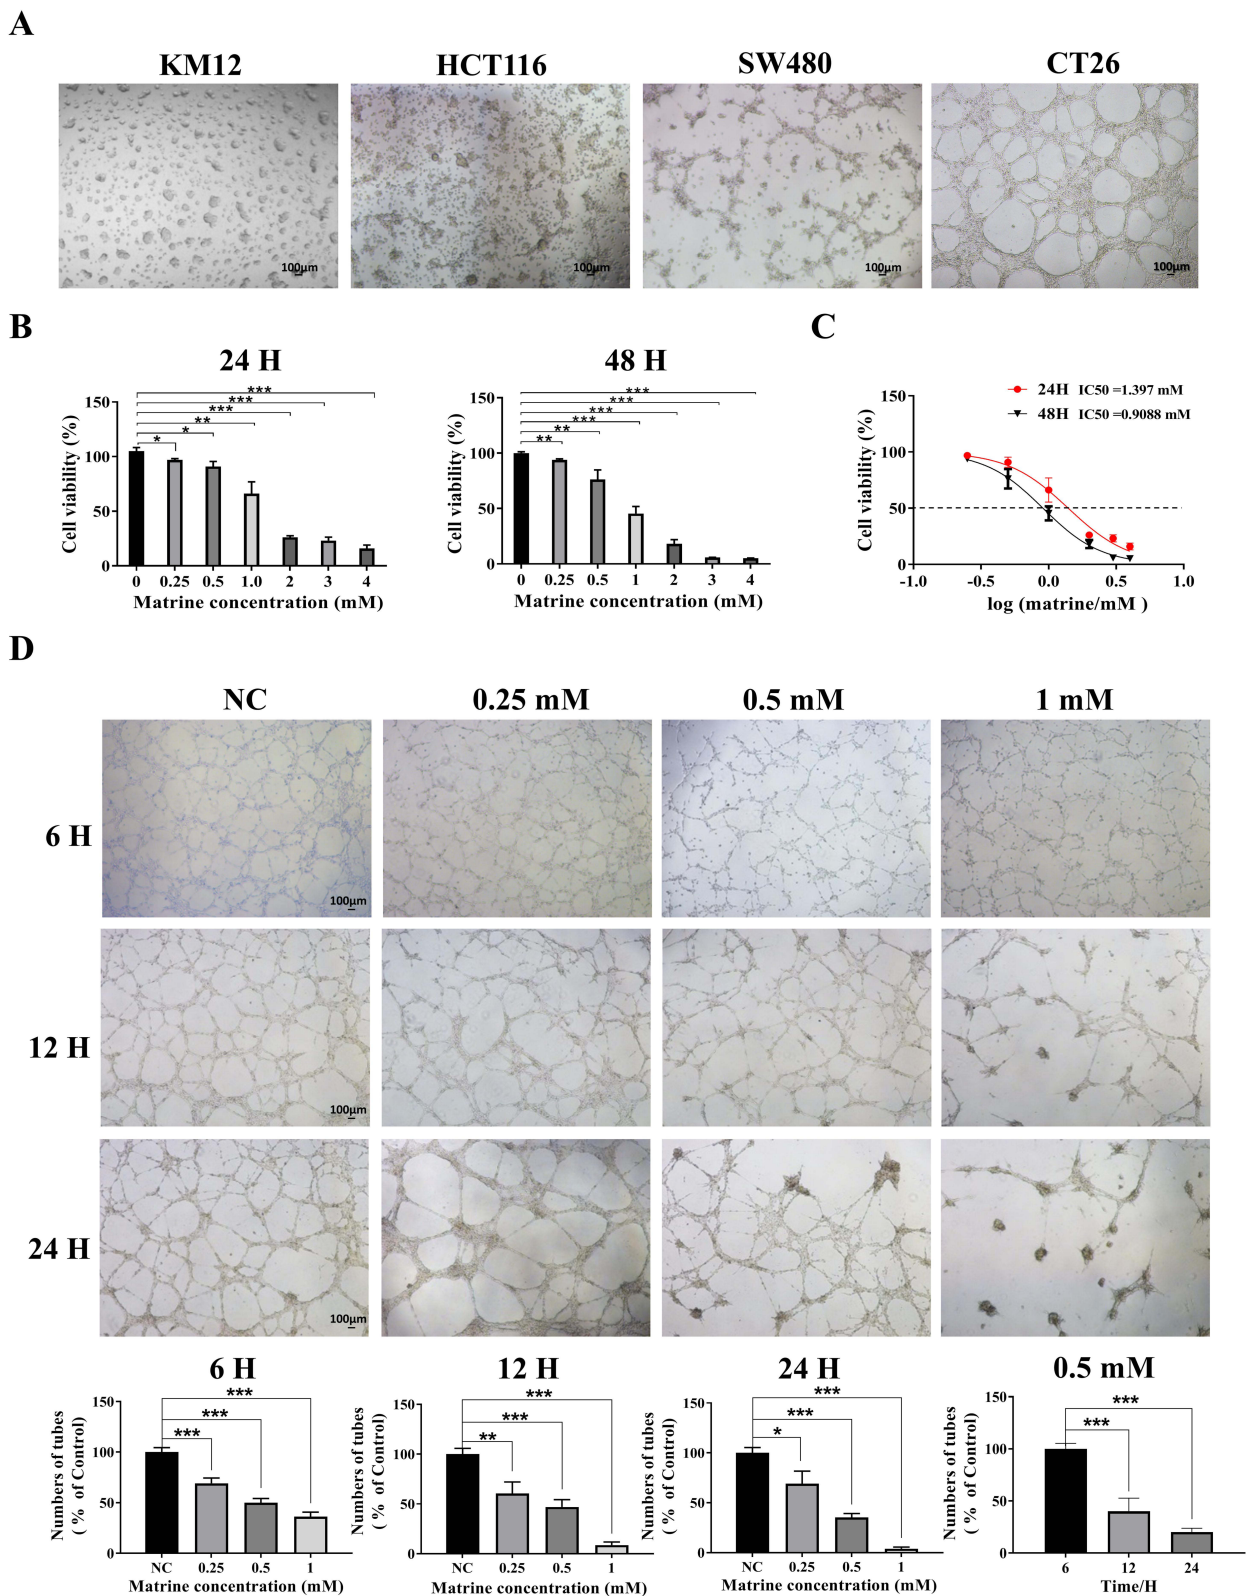 A
KM12 HCT116 SW480 CT26
100µm 100µm 100µm 100µm
B
C
24 H
48 H
24H IC50 =1.397 mM
48H IC50 =0.9088 mM
Cell viability (%)
150
100
50
0
***
***
***
**
*
*
0 0.25 0.5 1.0 2 3 4
Matrine concentration (mM)
Cell viability (%)
150
100
50
0
***
***
***
***
**
**
0 0.25 0.5 1 2 3 4
Matrine concentration (mM)
Cell viability (%)
150
100
50
0
-1.0 -0.5 0.0 0.5 1.0
log (matrine/mM )
D
NC 0.25 mM 0.5 mM 1 mM
6 H
100µm
12 H
100µm
24 H
100µm
6 H
Numbers of tubes
( % of Control)
150
100
50
0
***
***
***
NC 0.25 0.5 1
Matrine concentration (mM)
12 H
Numbers of tubes
( % of Control)
150
100
50
0
***
***
**
NC 0.25 0.5 1
Matrine concentration (mM)
24 H
Numbers of tubes
( % of Control)
150
100
50
0
***
***
*
NC 0.25 0.5 1
Matrine concentration (mM)
0.5 mM
Numbers of tubes
( % of Control)
150
100
50
0
***
***
6 12 24
Time/H